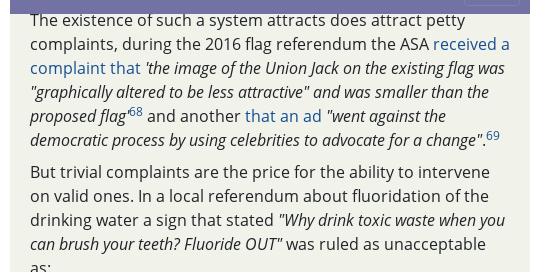 The existence of such a system attracts does attract petty
complaints, during the 2016 flag referendum the ASA received a
complaint that 'the image of the Union Jack on the existing flag was
"graphically altered to be less attractive" and was smaller than the
proposed flag'68 and another that an ad "went against the
democratic process by using celebrities to advocate for a change".69
But trivial complaints are the price for the ability to intervene
on valid ones. In a local referendum about fluoridation of the
drinking water a sign that stated "Why drink toxic waste when you
can brush your teeth? Fluoride OUT" was ruled as unacceptable
as: